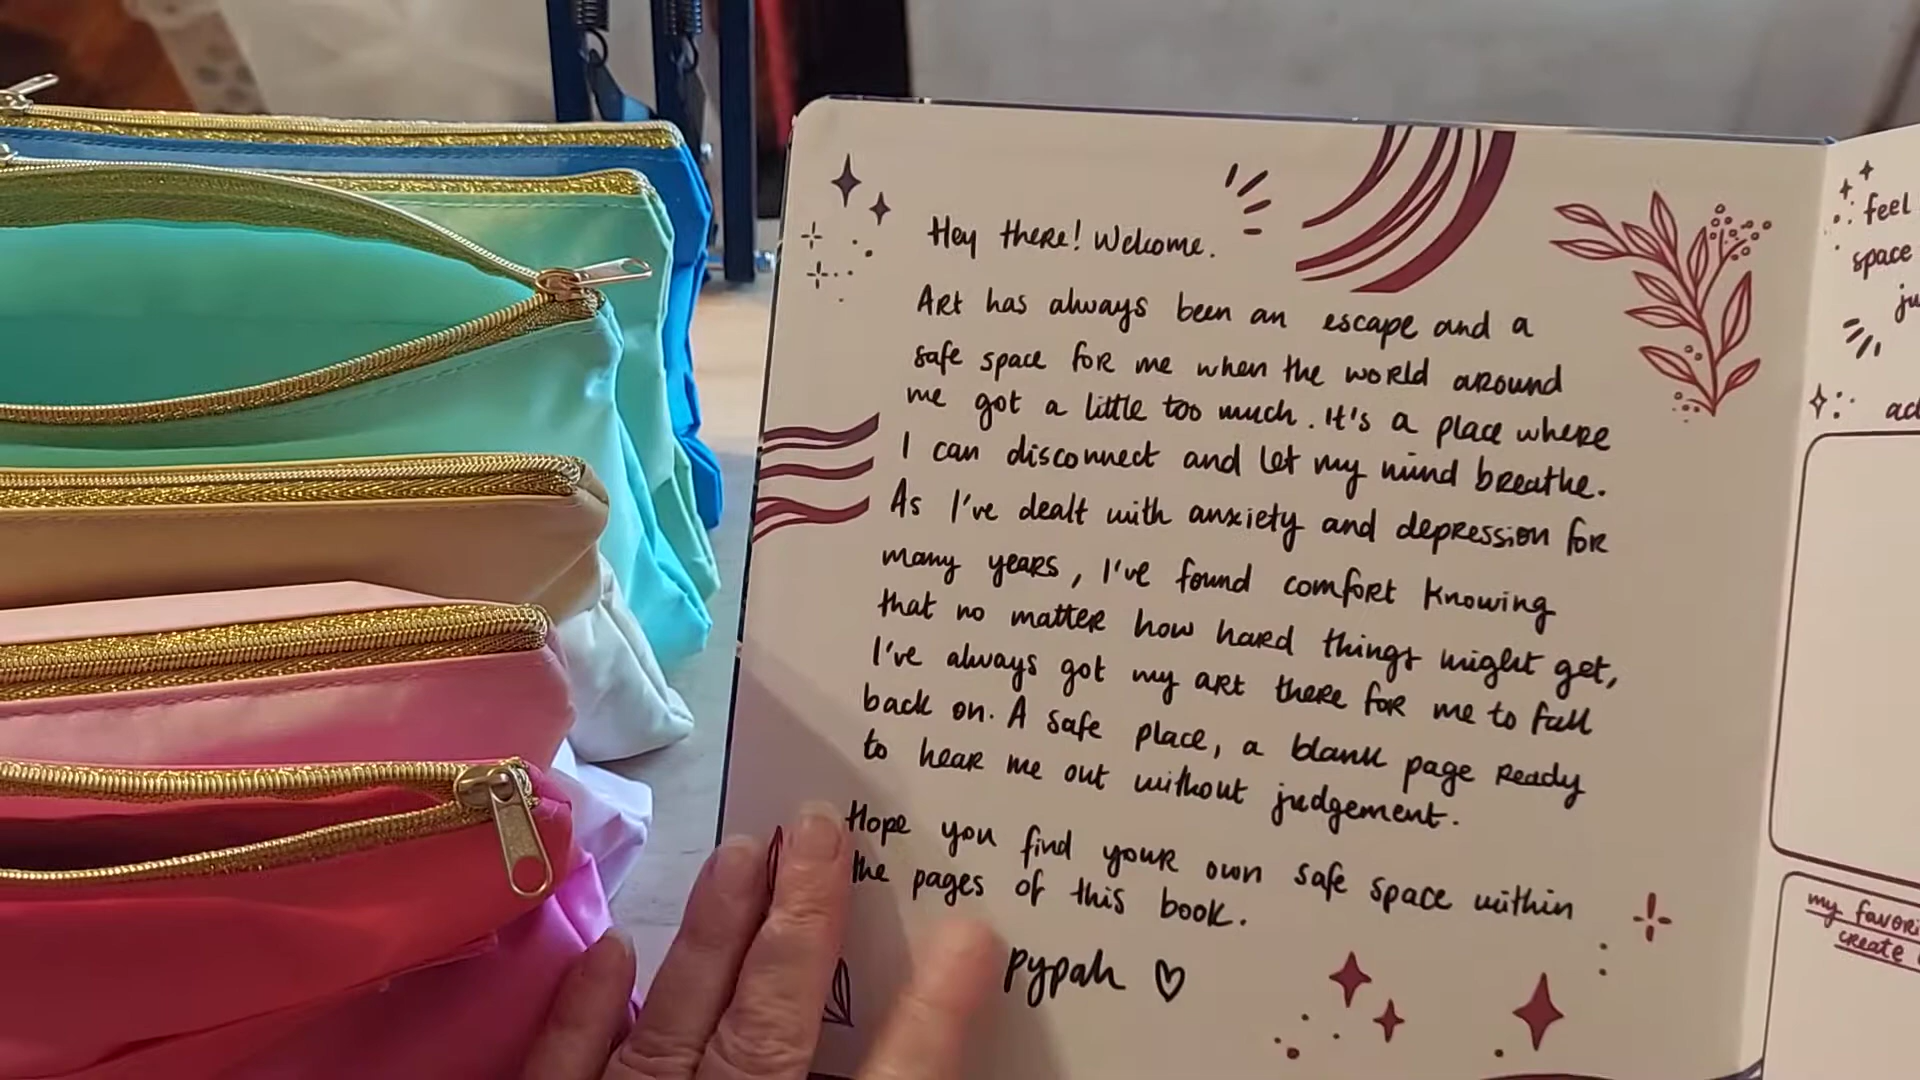 Hey there! Welcome.
Art has always been an escape and a
safe space for me when the world around
me got a little too much. It's a place where
I can disconnect and let my mind breathe.
As I've dealt with anxiety and depression for
many years, I've found comfort knowing
that no matter how hard things might get,
I've always got my art there for me to fall
back on. A safe place, a blank page ready
to hear me out without judgement.
Hope you find your own safe space within
the pages of this book.
pypah
feel
space
my favori
create